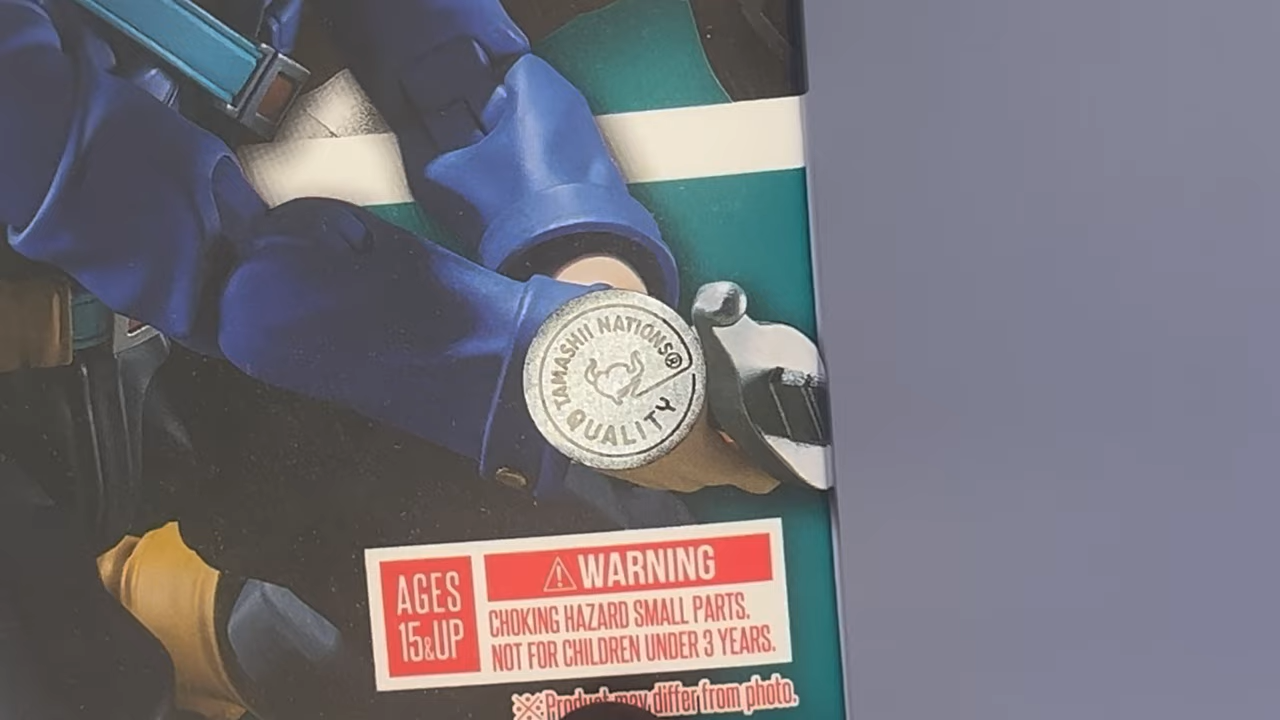 TAMASHII NATIONS®
QUALITY
AGES
15&UP
⚠WARNING
CHOKING HAZARD SMALL PARTS.
NOT FOR CHILDREN UNDER 3 YEARS.
※Product may differ from photo.